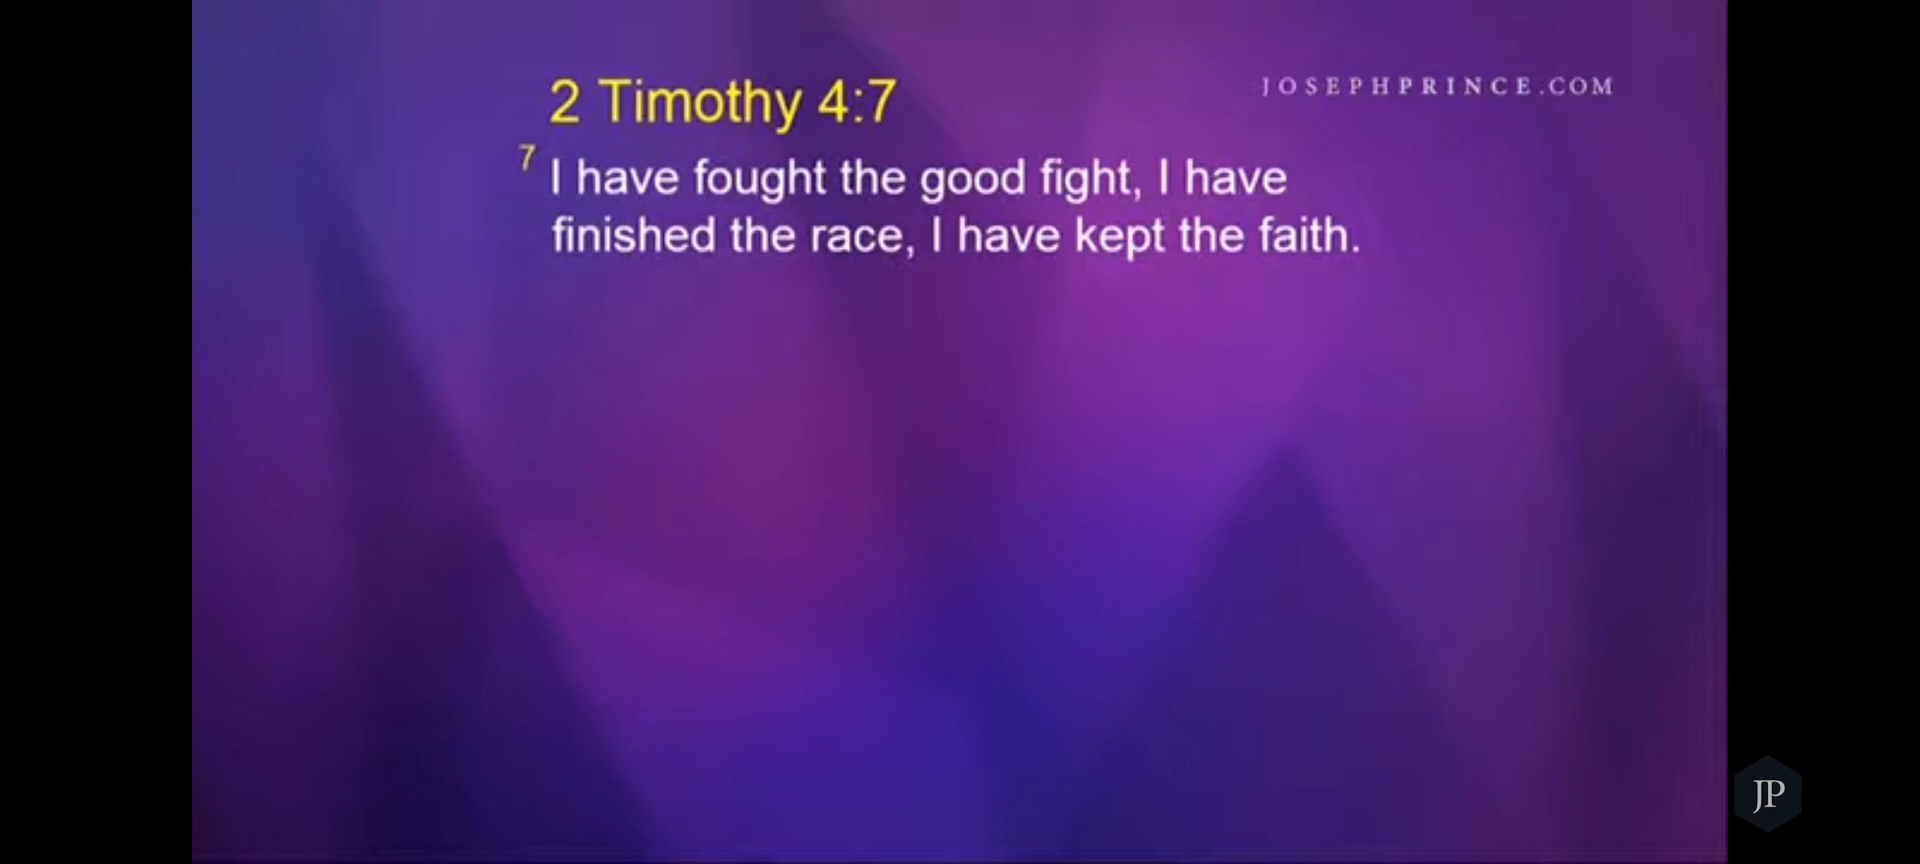 2 Timothy 4:7
JOSEPHPRINCE.COM
7 I have fought the good fight, I have
finished the race, I have kept the faith.
JP